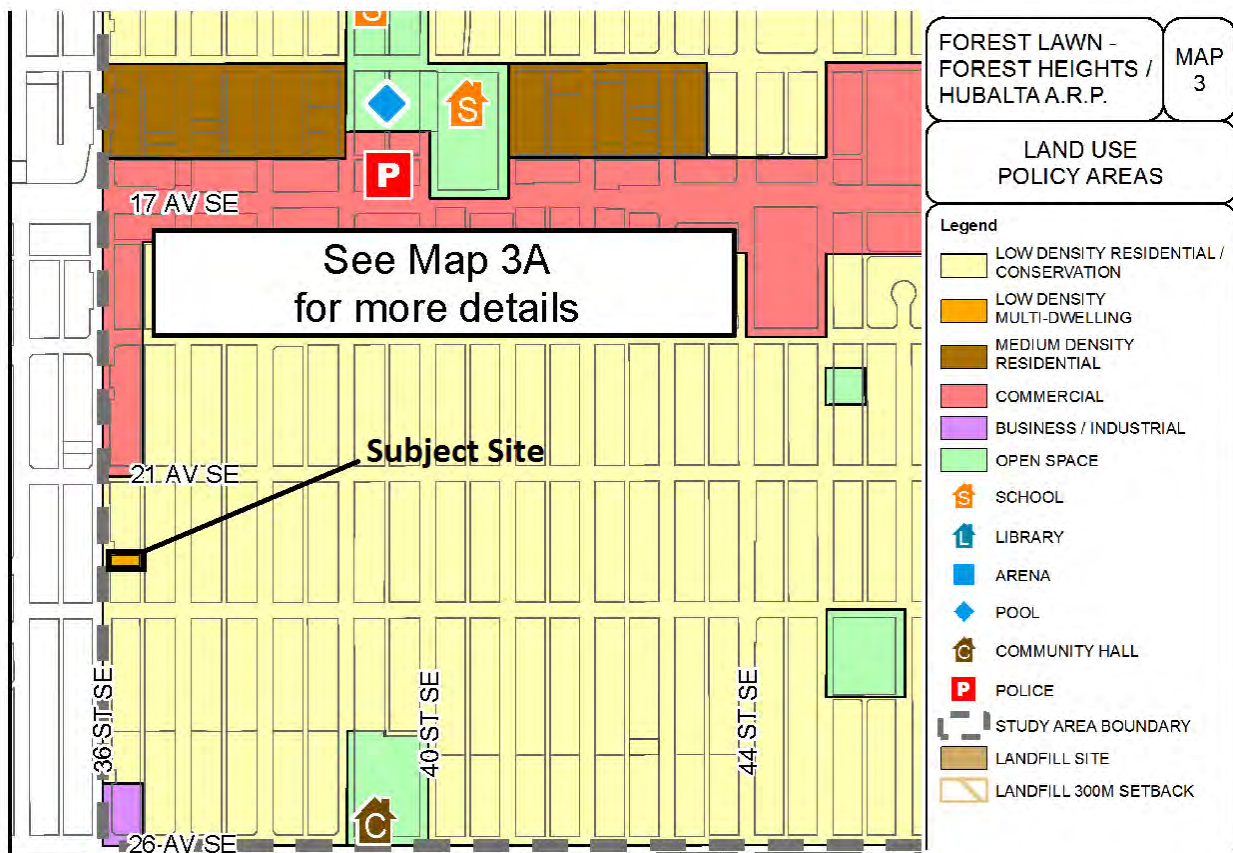 S
S
P
17 AV SE
See Map 3A
for more details
Subject Site
21 AV SE
36 ST SE
40 ST SE
44 ST SE
C
26 AV SE
FOREST LAWN -
FOREST HEIGHTS /
HUBALTA A.R.P.
MAP
3
LAND USE
POLICY AREAS
Legend
LOW DENSITY RESIDENTIAL /
CONSERVATION
LOW DENSITY
MULTI-DWELLING
MEDIUM DENSITY
RESIDENTIAL
COMMERCIAL
BUSINESS / INDUSTRIAL
OPEN SPACE
S SCHOOL
L LIBRARY
ARENA
POOL
C COMMUNITY HALL
P POLICE
STUDY AREA BOUNDARY
LANDFILL SITE
LANDFILL 300M SETBACK